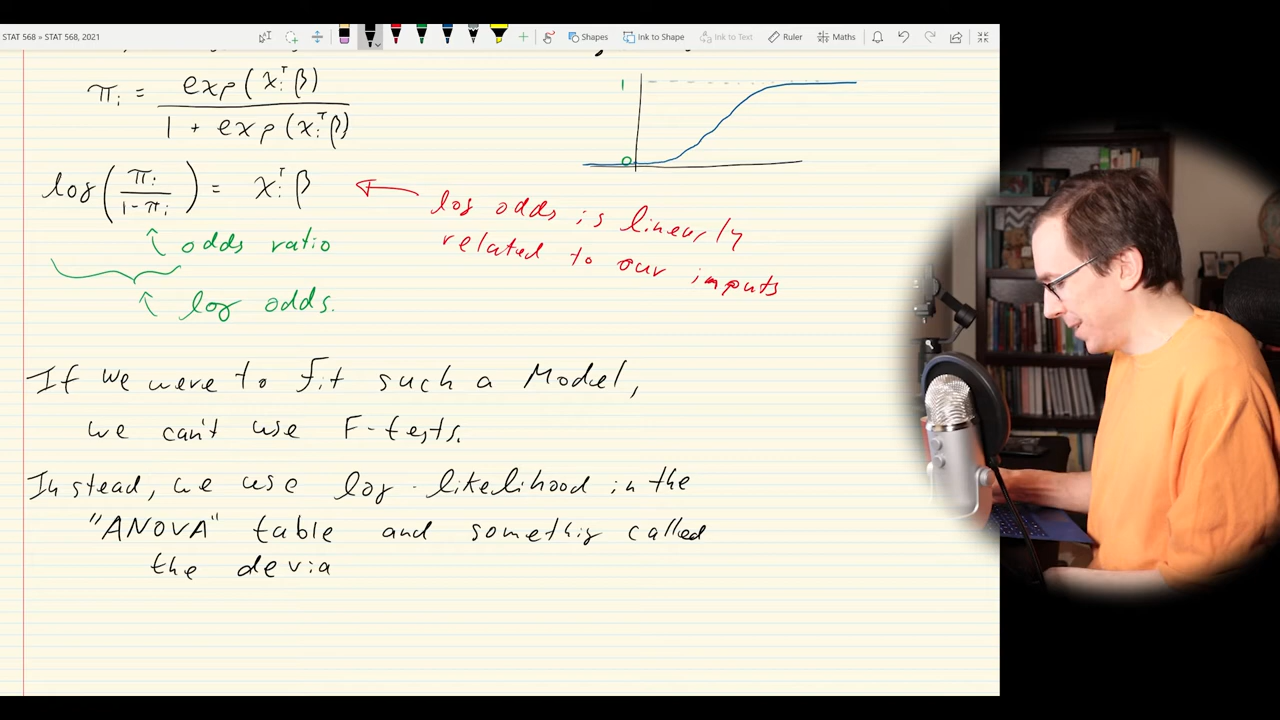 STAT 568 » STAT 568, 2021
Shapes
Ink to Shape
Ink to Text
Ruler
Maths
πᵢ = exp(xᵢᵀβ) / 1 + exp(xᵢᵀβ)
1
0
log(πᵢ / 1-πᵢ) = xᵢᵀβ
log odds is linearly
related to our inputs
odds ratio
log odds.
If we were to fit such a Model,
we can't use F-tests.
Instead, we use log-likelihood in the
"ANOVA" table and something called
the devia